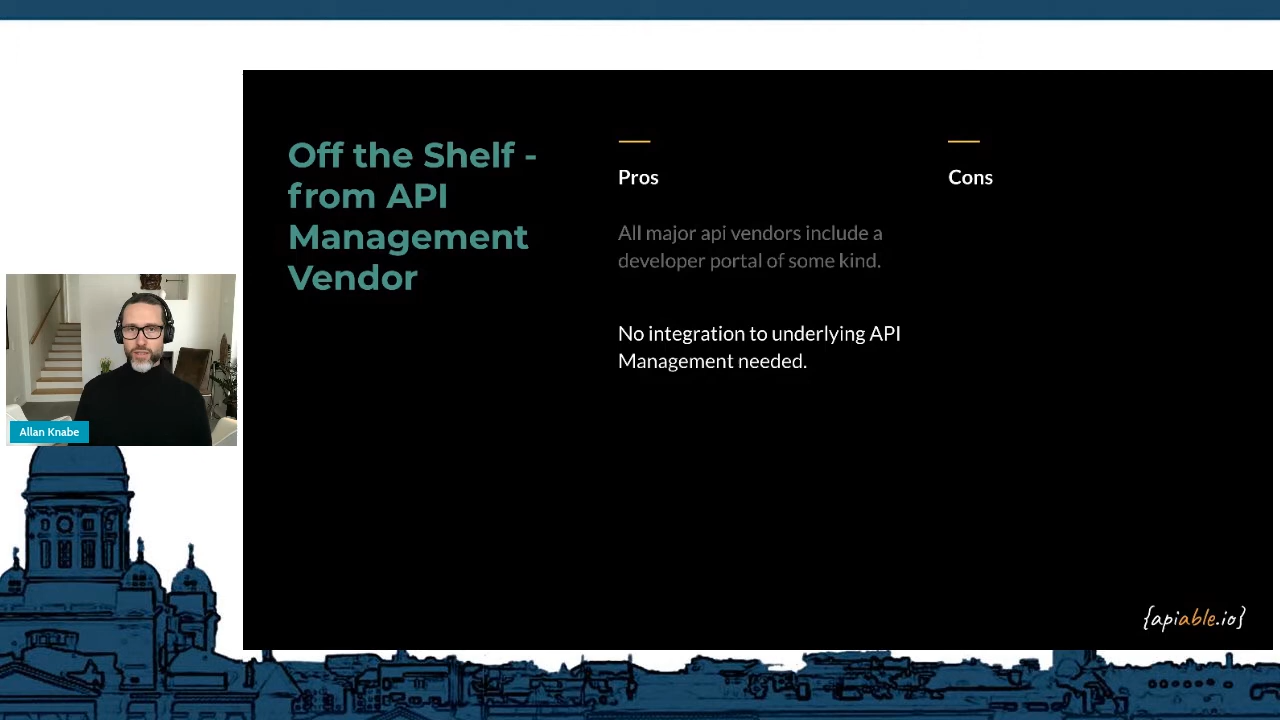 Off the Shelf -
from API
Management
Vendor
Pros
All major api vendors include a
developer portal of some kind.
No integration to underlying API
Management needed.
Cons
Allan Knabe
{apiable.io}